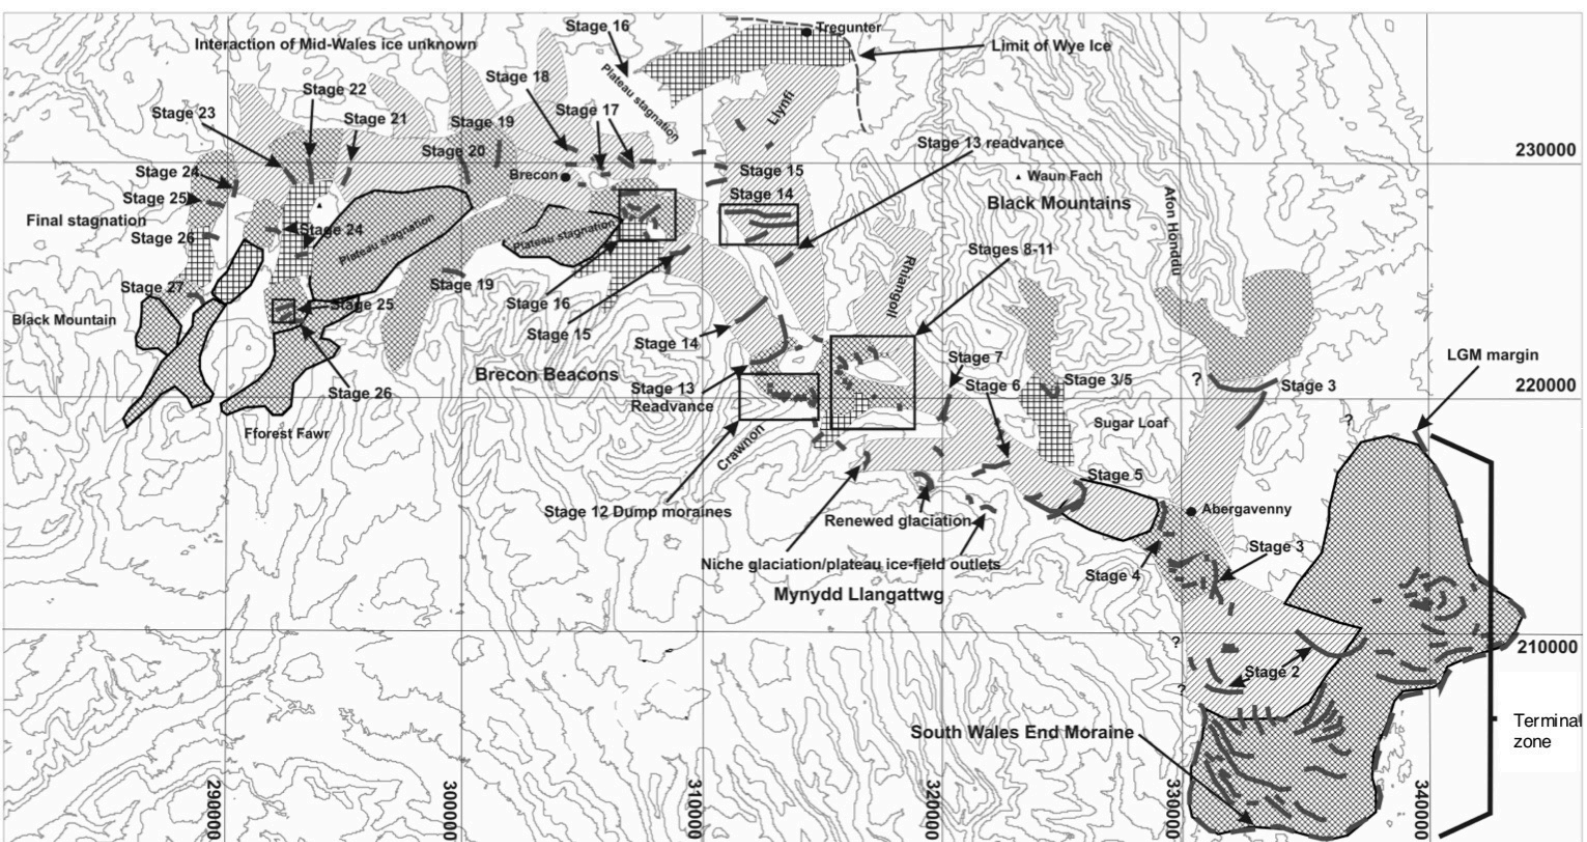 Stage 16
Tregunter
Interaction of Mid-Wales ice unknown
Limit of Wye Ice
Plateau stagnation
Stage 18
Stage 22
Stage 17
Llynfi
Stage 23
Stage 21
Stage 19
Stage 13 readvance
Stage 20
230000
Stage 24
Brecon
Stage 15
Waun Fach
Stage 25
Stage 14
Black Mountains
Final stagnation
Afon Honddu
Stage 26
Stage 24
Plateau stagnation
Plateau stagnation
Stages 8-11
Rhiangoll
Stage 27
Stage 19
Stage 16
Stage 25
Black Mountain
Stage 15
Stage 14
Stage 7
LGM margin
Brecon Beacons
Stage 13
Readvance
Stage 6
Stage 3/5
?
Stage 3
220000
Stage 26
?
Fforest Fawr
Sugar Loaf
Crawnon
Stage 5
Stage 12 Dump moraines
Renewed glaciation
Abergavenny
Stage 3
Niche glaciation/plateau ice-field outlets
Stage 4
Mynydd Llangattwg
?
210000
Stage 2
?
South Wales End Moraine
Terminal
zone
290000
300000
310000
320000
330000
340000